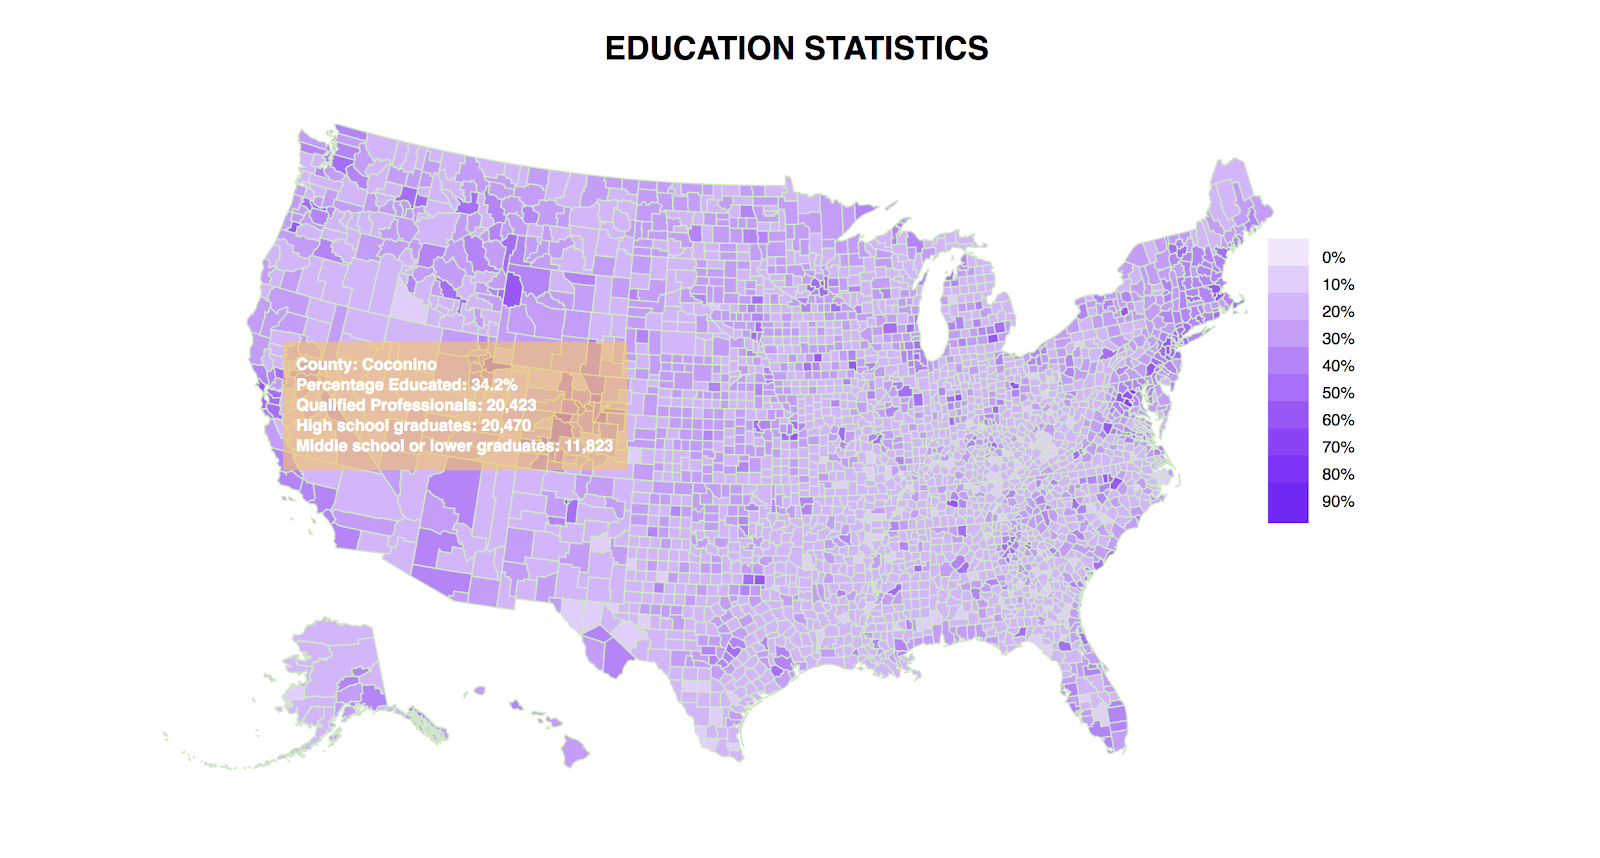 EDUCATION STATISTICS
County: Coconino
Percentage Educated: 34.2%
Qualified Professionals: 20,423
High school graduates: 20,470
Middle school or lower graduates: 11,823
0%
10%
20%
30%
40%
50%
60%
70%
80%
90%